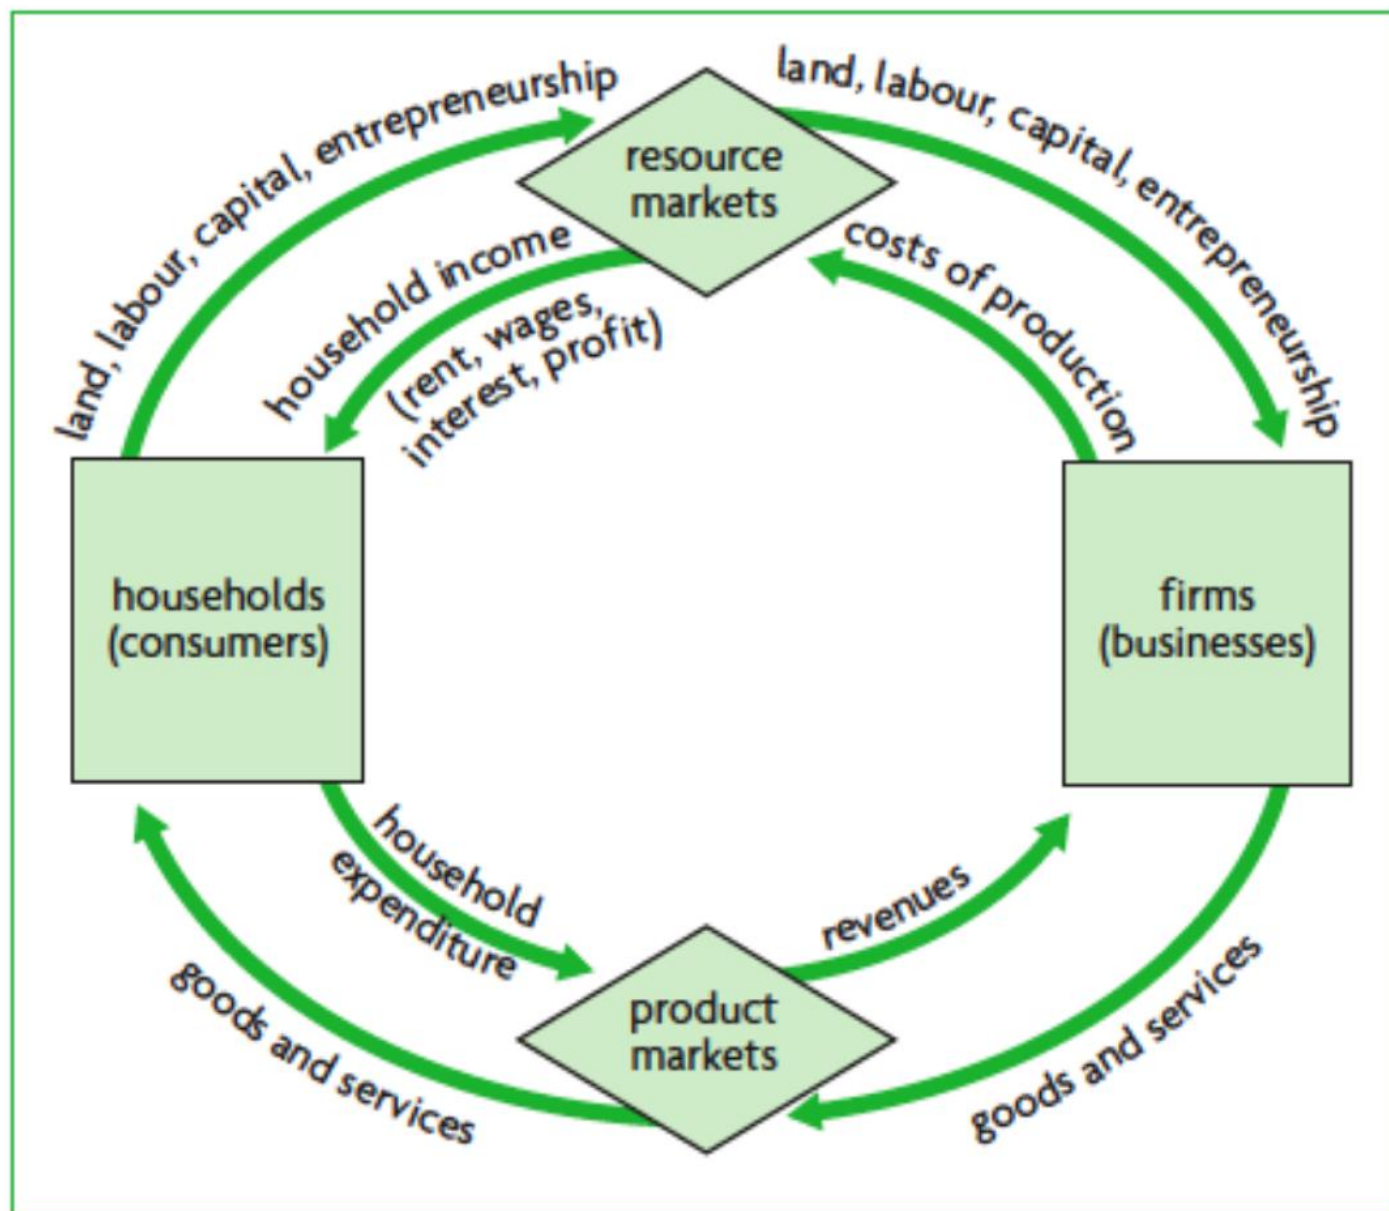 land, labour, capital, entrepreneurship
land, labour, capital, entrepreneurship
resource
markets
household income
(rent, wages,
interest, profit)
costs of production
households
(consumers)
firms
(businesses)
household
expenditure
revenues
goods and services
product
markets
goods and services